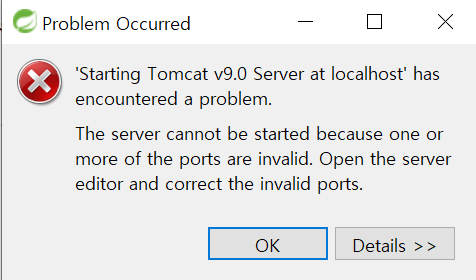 Problem Occurred
'Starting Tomcat v9.0 Server at localhost' has
encountered a problem.
The server cannot be started because one or
more of the ports are invalid. Open the server
editor and correct the invalid ports.
OK
Details >>